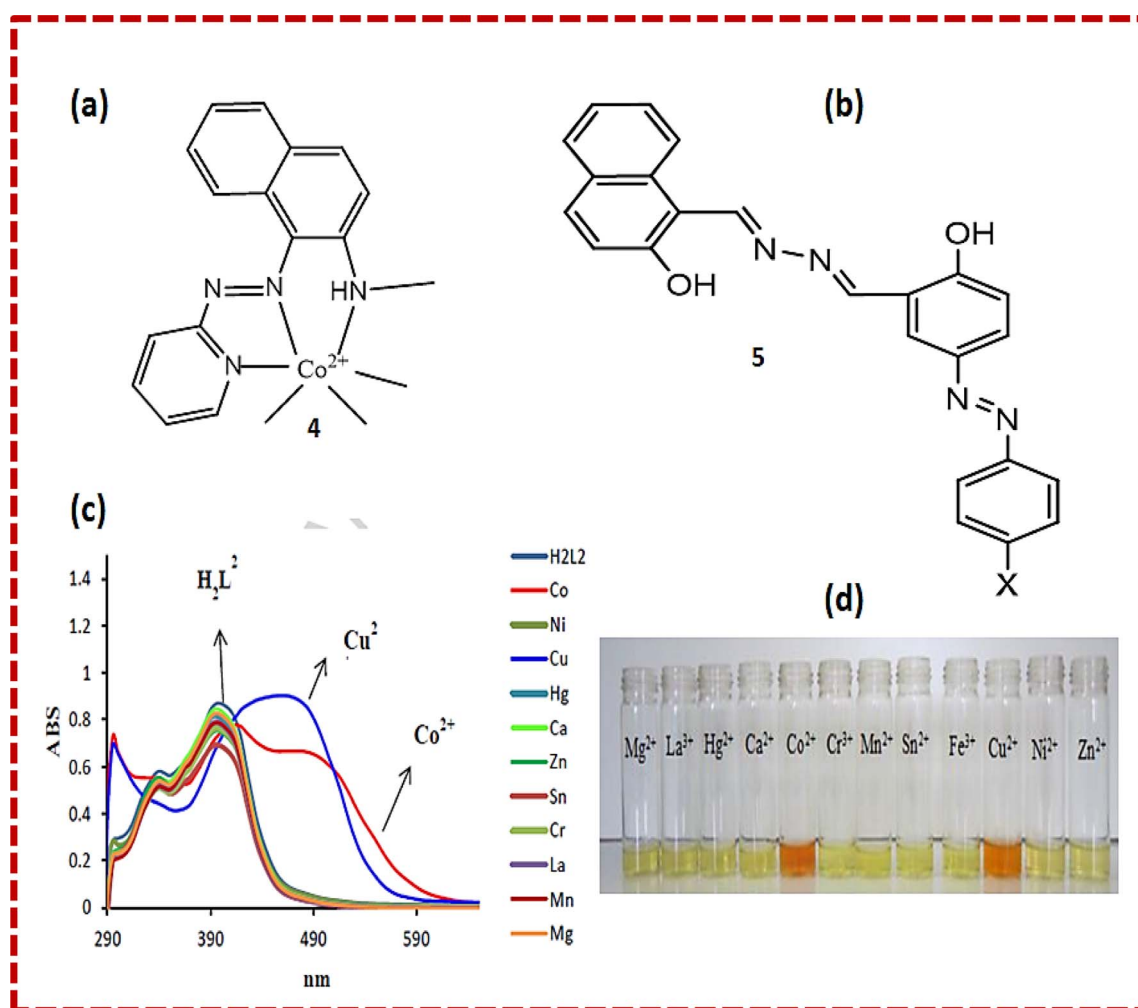 (a)
N=N
HN
N
Co²⁺
4
(b)
OH
N-N
OH
5
N=N
X
(c)
H₂L²
Cu²
Co²⁺
ABS
1.4
1.2
1
0.8
0.6
0.4
0.2
0
290
390
490
590
nm
H2L2
Co
Ni
Cu
Hg
Ca
Zn
Sn
Cr
La
Mn
Mg
(d)
Mg²⁺ La³⁺ Hg²⁺ Ca²⁺ Co²⁺ Cr³⁺ Mn²⁺ Sn²⁺ Fe³⁺ Cu²⁺ Ni²⁺ Zn²⁺